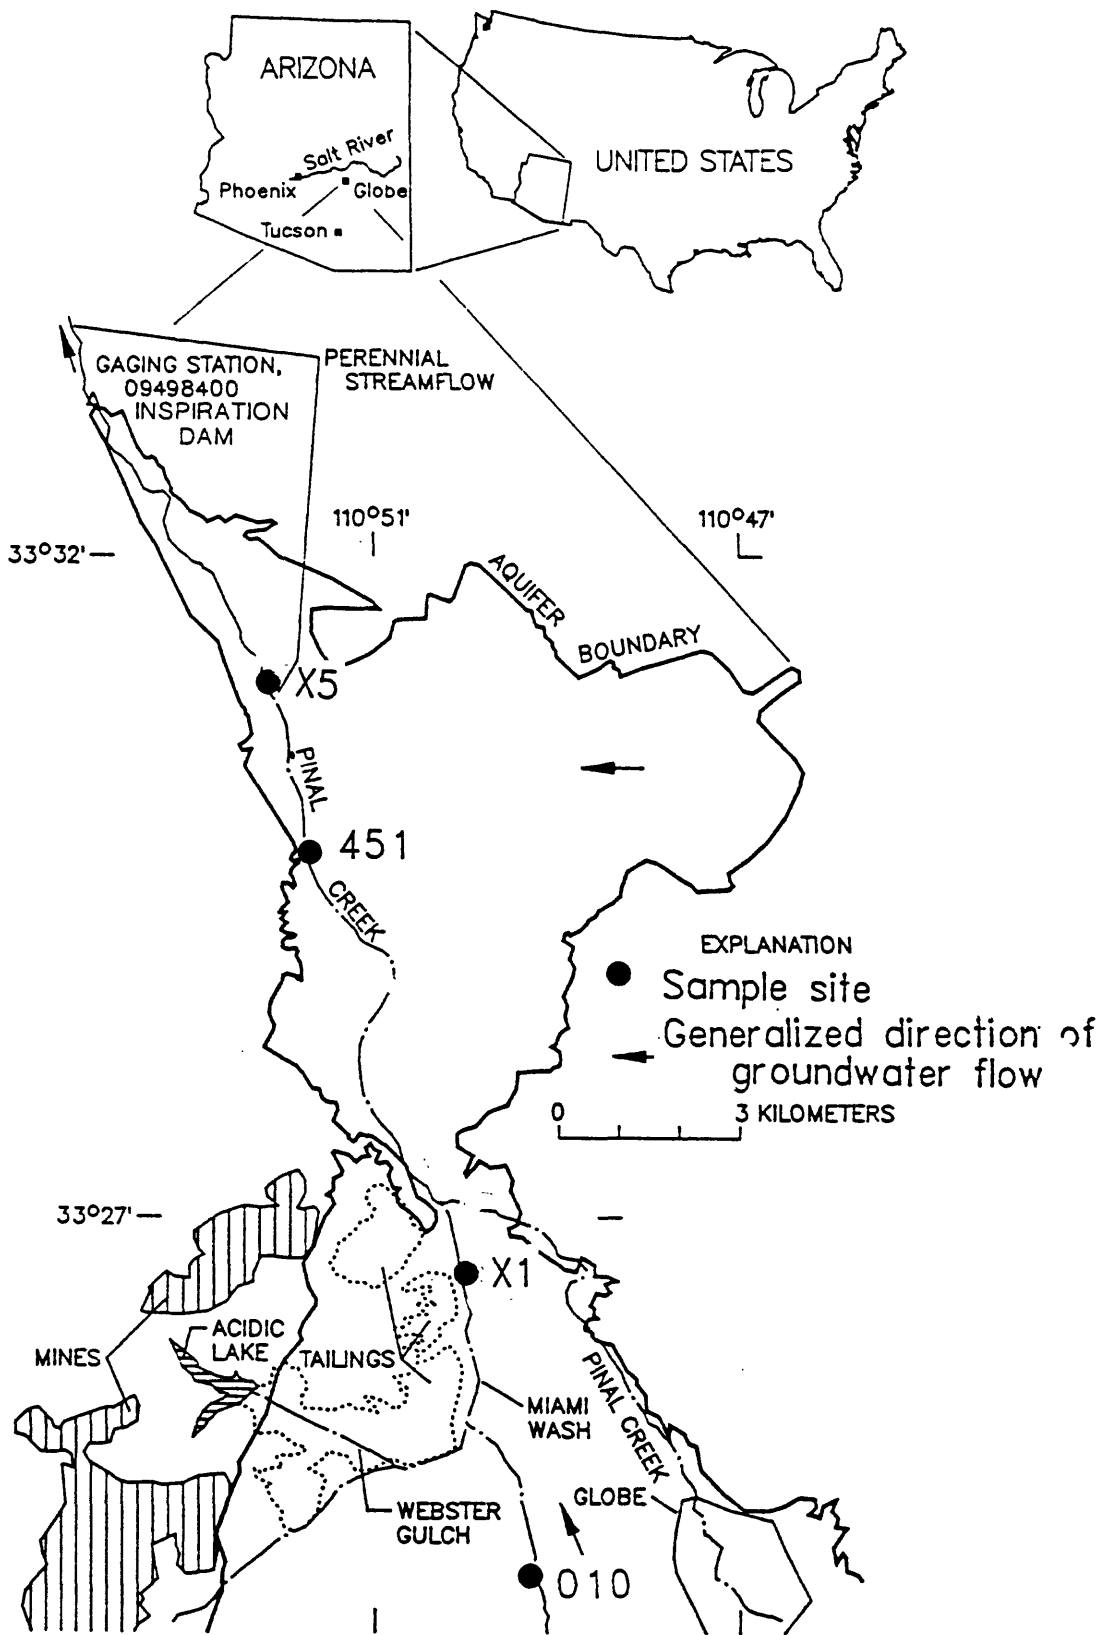 ARIZONA
Salt River
Phoenix
Globe
Tucson
UNITED STATES
GAGING STATION,
09498400
INSPIRATION
DAM
PERENNIAL
STREAMFLOW
110°51'
110°47'
33°32'
AQUIFER
BOUNDARY
X5
PINAL
451
CREEK
EXPLANATION
Sample site
Generalized direction of
groundwater flow
0
3 KILOMETERS
33°27'
X1
ACIDIC
LAKE
MINES
TAILINGS
MIAMI
WASH
PINAL CREEK
GLOBE
WEBSTER
GULCH
010